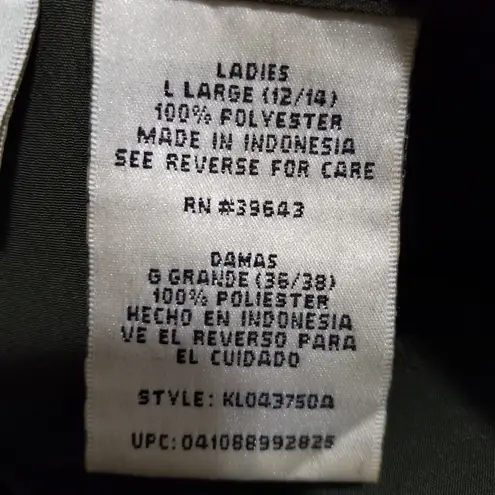 LADIES
L LARGE (12/14)
100% POLYESTER
MADE IN INDONESIA
SEE REVERSE FOR CARE
RN #39643
DAMAS
G GRANDE (36/38)
100% POLIESTER
HECHO EN INDONESIA
VE EL REVERSO PARA
EL CUIDADO
STYLE: KL043750A
UPC: 041088992825